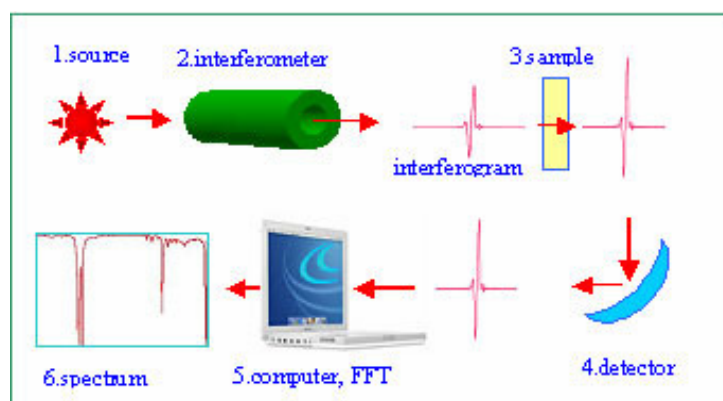 1.source
2.interferometer
3.sample
interferogram
6.spectrum
5.computer, FFT
4.detector